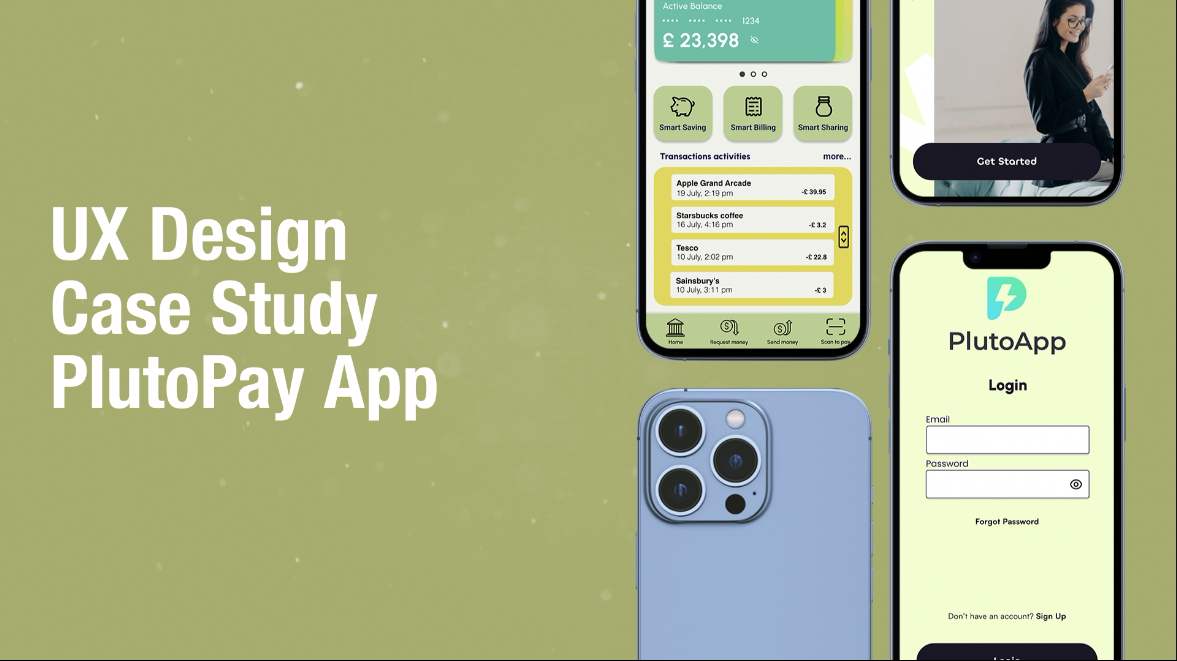 UX Design
Case Study
PlutoPay App
Active Balance
•••• •••• •••• 1234
£ 23,398
Smart Saving
Smart Billing
Smart Sharing
Transactions activities
more...
Apple Grand Arcade
19 July, 2:19 pm
-£ 39.95
Starsbucks coffee
16 July, 4:16 pm
-£ 3.2
Tesco
10 July, 2:02 pm
-£ 22.8
Sainsbury's
10 July, 3:11 pm
-£ 3
Home
Request money
Send money
Scan to pay
Get Started
PlutoApp
Login
Email
Password
Forgot Password
Don't have an account? Sign Up
Login